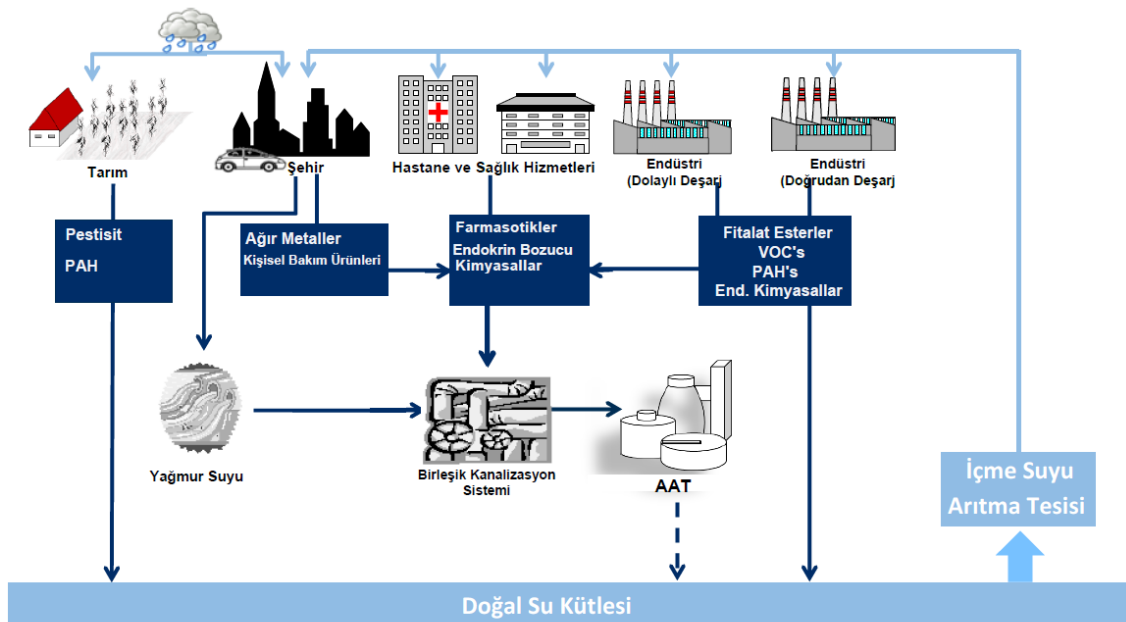 Tarım
Şehir
Hastane ve Sağlık Hizmetleri
Endüstri
(Dolaylı Deşarj
Endüstri
(Doğrudan Deşarj
Pestisit
PAH
Ağır Metaller
Kişisel Bakım Ürünleri
Farmasotikler
Endokrin Bozucu
Kimyasallar
Fitalat Esterler
VOC's
PAH's
End. Kimyasallar
Yağmur Suyu
Birleşik Kanalizasyon
Sistemi
AAT
İçme Suyu
Arıtma Tesisi
Doğal Su Kütlesi